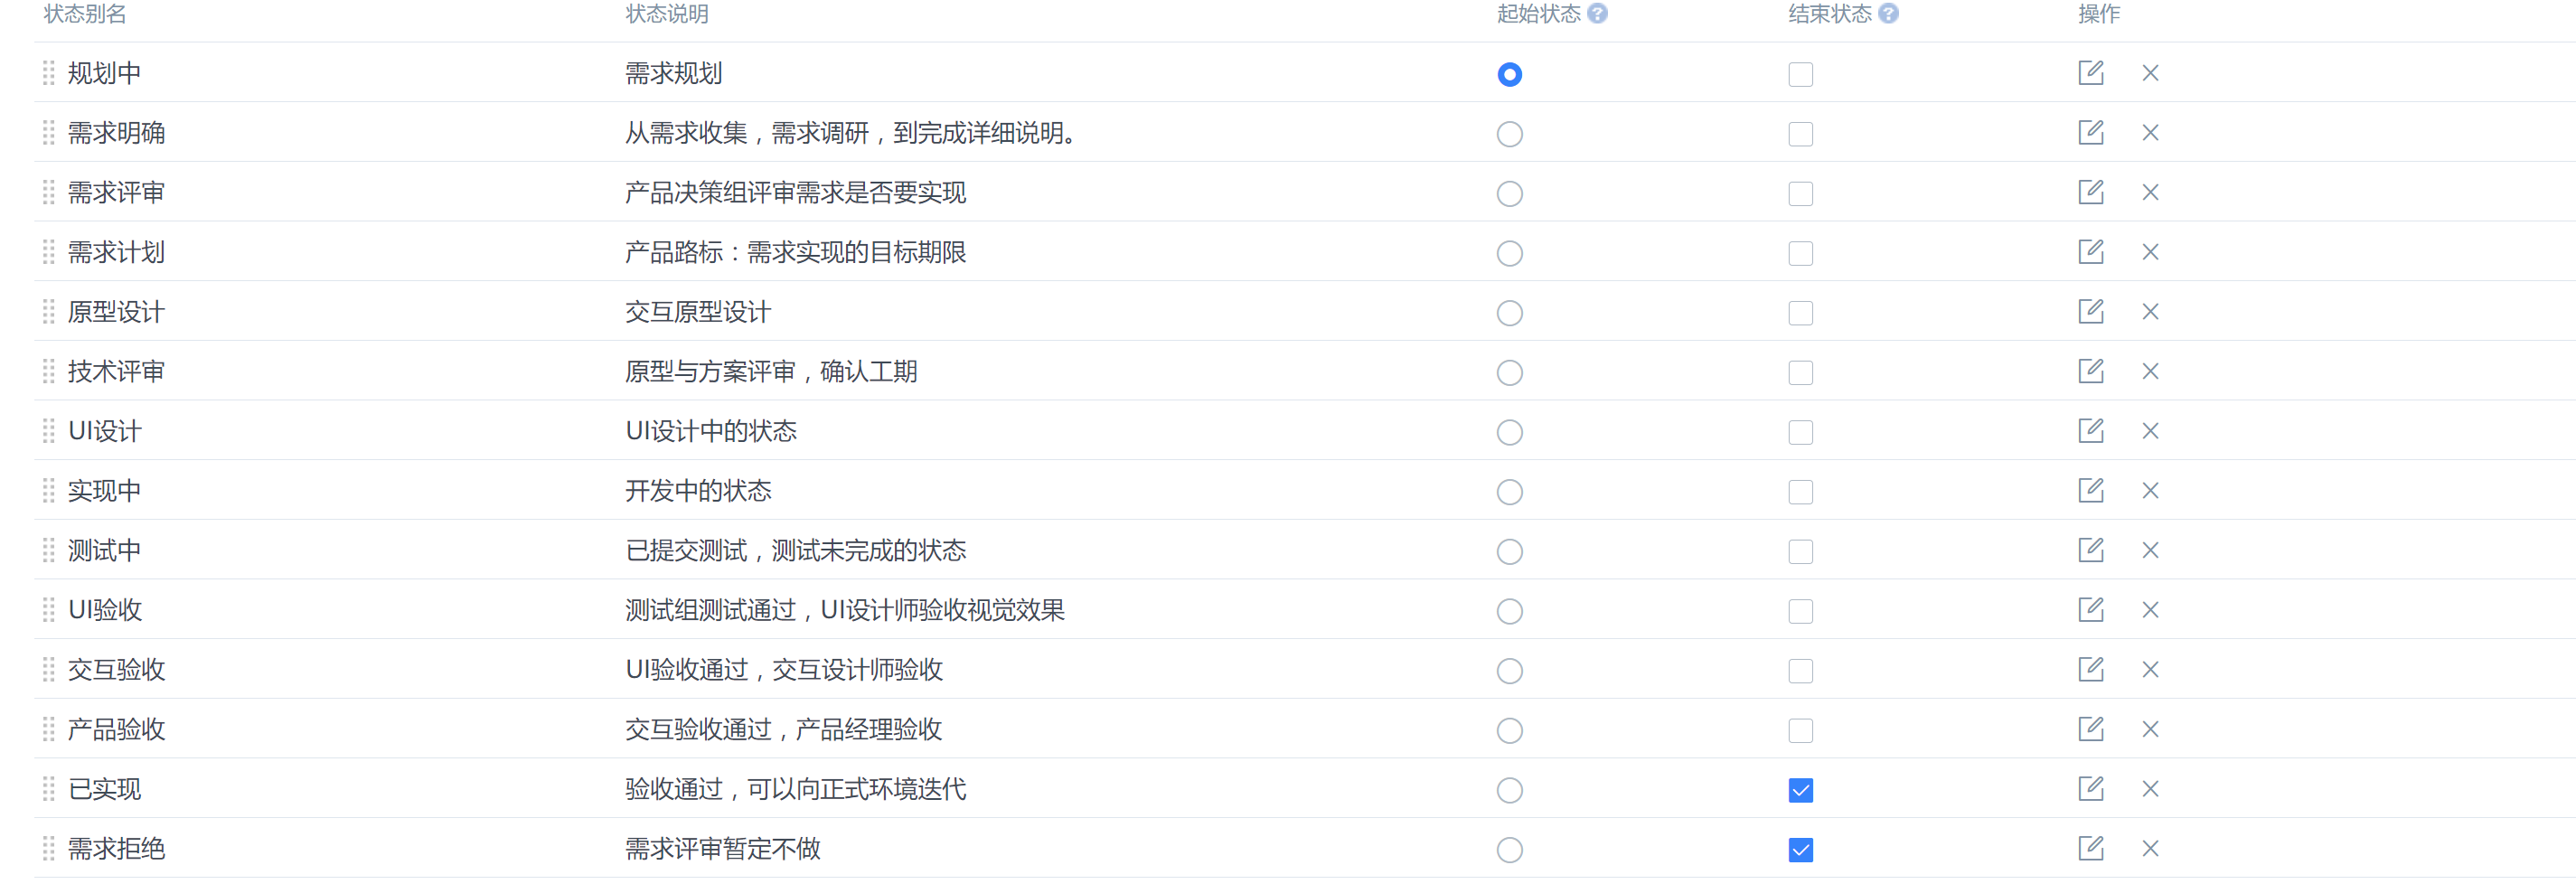 状态别名 状态说明 起始状态 ? 结束状态 ? 操作
规划中 需求规划
需求明确 从需求收集，需求调研，到完成详细说明。
需求评审 产品决策组评审需求是否要实现
需求计划 产品路标：需求实现的目标期限
原型设计 交互原型设计
技术评审 原型与方案评审，确认工期
UI设计 UI设计中的状态
实现中 开发中的状态
测试中 已提交测试，测试未完成的状态
UI验收 测试组测试通过，UI设计师验收视觉效果
交互验收 UI验收通过，交互设计师验收
产品验收 交互验收通过，产品经理验收
已实现 验收通过，可以向正式环境迭代
需求拒绝 需求评审暂定不做